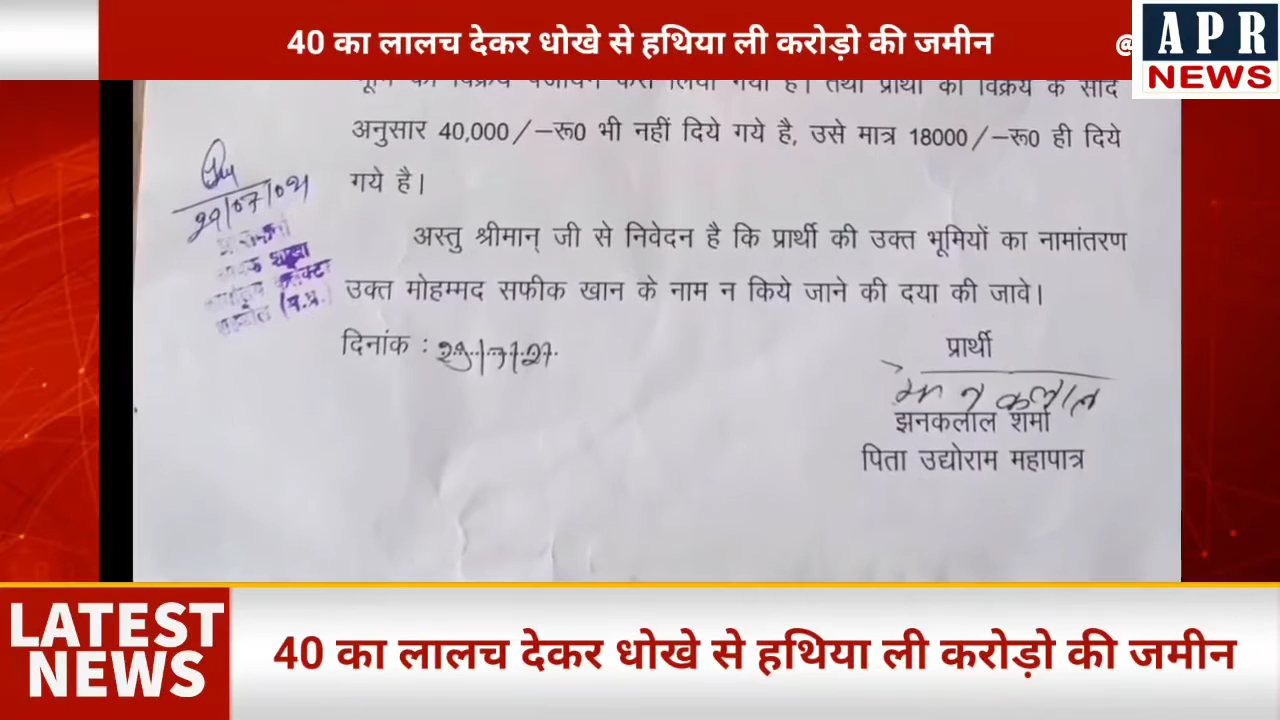 40 का लालच देकर धोखे से हथिया ली करोड़ो की जमीन
@
APR
NEWS
अनुसार 40,000/–रू0 भी नहीं दिये गये है, उसे मात्र 18000/–रू0 ही दिये
गये है।
अस्तु श्रीमान् जी से निवेदन है कि प्रार्थी की उक्त भूमियों का नामांतरण
उक्त मोहम्मद सफीक खान के नाम न किये जाने की दया की जावे।
दिनांक :
प्रार्थी
झनकलाल शर्मा
पिता उद्योराम महापात्र
LATEST
NEWS
40 का लालच देकर धोखे से हथिया ली करोड़ो की जमीन